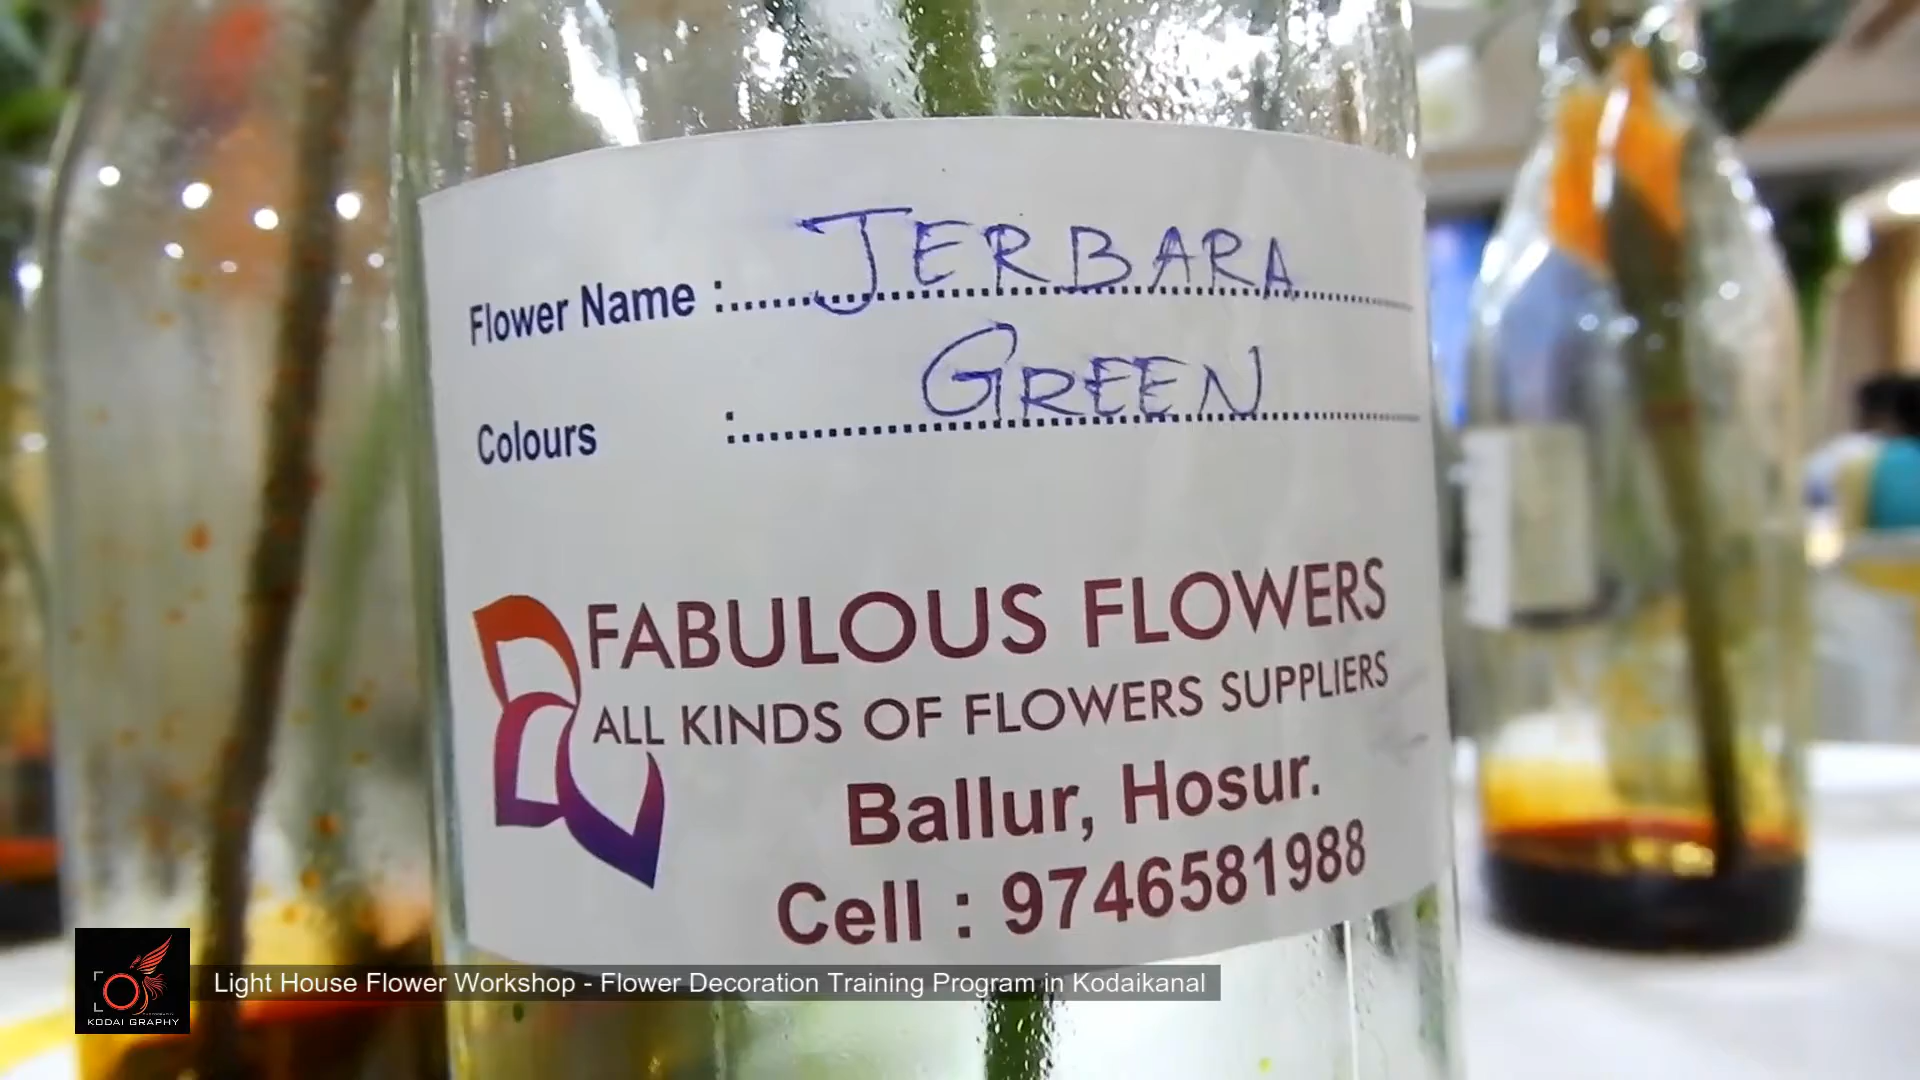 Flower Name : JERBARA
Colours : GREEN
FABULOUS FLOWERS
ALL KINDS OF FLOWERS SUPPLIERS
Ballur, Hosur.
Cell : 9746581988
Light House Flower Workshop - Flower Decoration Training Program in Kodaikanal
KODAI GRAPHY